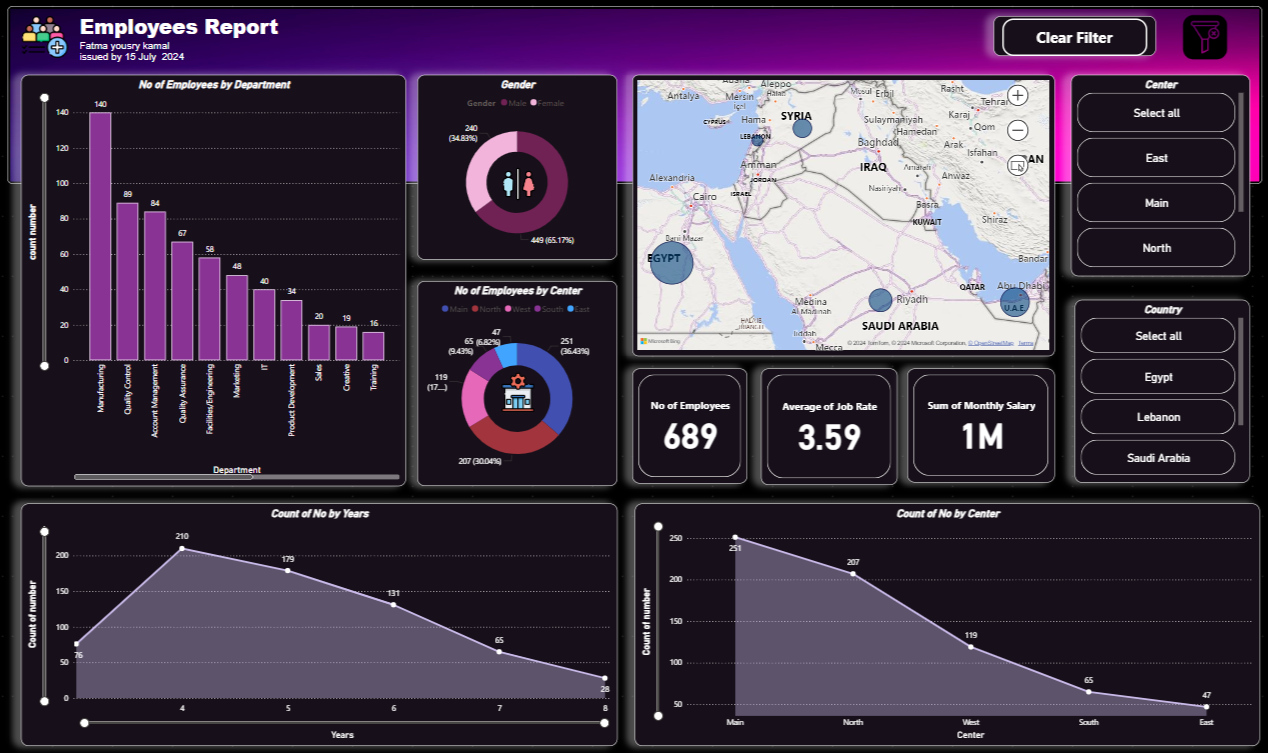 Employees Report
Fatma yousry kamal
issued by 15 July 2024
Clear Filter
No of Employees by Department
count number
140
120
100
80
60
40
20
0
140
89
84
67
58
48
40
34
20
19
16
Manufacturing
Quality Control
Account Management
Quality Assurance
Facilities/Engineering
Marketing
IT
Product Development
Sales
Creative
Training
Department
Gender
Gender Male Female
240
(34.83%)
449 (65.17%)
No of Employees by Center
Main North West South East
47
(6.82%)
65
(9.43%)
119
(17...)
207 (30.04%)
251
(36.43%)
Antalya
Mersin
İçel
Aleppo
Halab
Mosul
Erbil
Rasht
Tehra
CYPRUS
Hama
SYRIA
Sulaymaniyah
Karaj
Qom
LEBANON
Hamedan
Baghdad
Arak
Isfahan
Amman
IRAQ
Amarah
AN
Alexandria
JORDAN
Ahwaz
ISRAEL
Nasiriyah
Cairo
Basra
Shiraz
KUWAIT
Bani Mazar
EGYPT
Bandar
QATAR
Abu Dhabi
Medina
Al Madinah
Riyadh
U.A.E.
SAUDI ARABIA
Jiddah
Mecca
Microsoft Bing
© 2024 TomTom, © 2024 Microsoft Corporation, © OpenStreetMap Terms
No of Employees
689
Average of Job Rate
3.59
Sum of Monthly Salary
1M
Center
Select all
East
Main
North
Country
Select all
Egypt
Lebanon
Saudi Arabia
Count of No by Years
Count of number
200
150
100
50
0
76
210
179
131
65
28
4
5
6
7
8
Years
Count of No by Center
Count of number
250
200
150
100
50
251
207
119
65
47
Main
North
West
South
East
Center